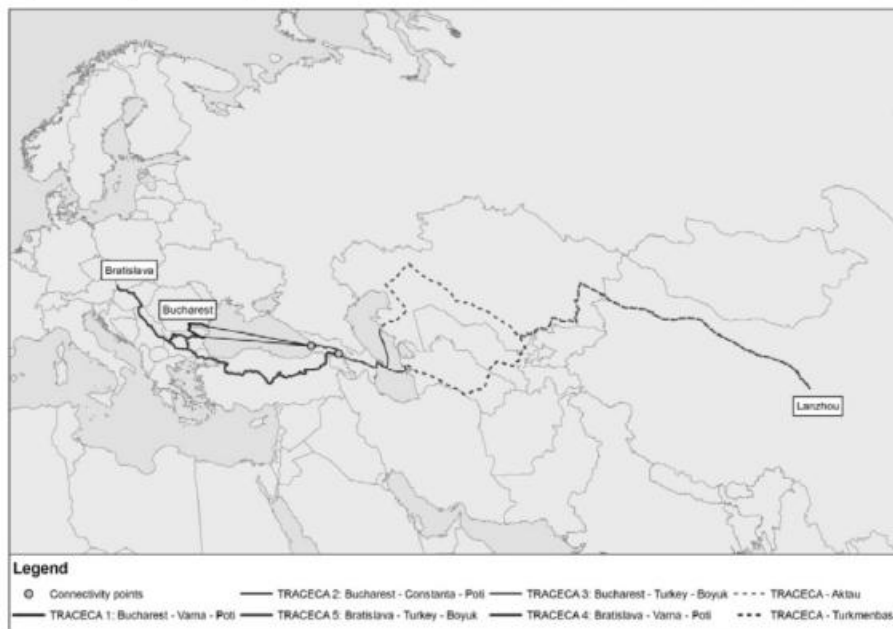 Bratislava
Bucharest
Lanzhou
Legend
Connectivity points
TRACECA 2: Bucharest - Constanta - Poti
TRACECA 3: Bucharest - Turkey - Boyuk
TRACECA - Aktau
TRACECA 1: Bucharest - Varna - Poti
TRACECA 5: Bratislava - Turkey - Boyuk
TRACECA 4: Bratislava - Varna - Poti
TRACECA - Turkmenbas